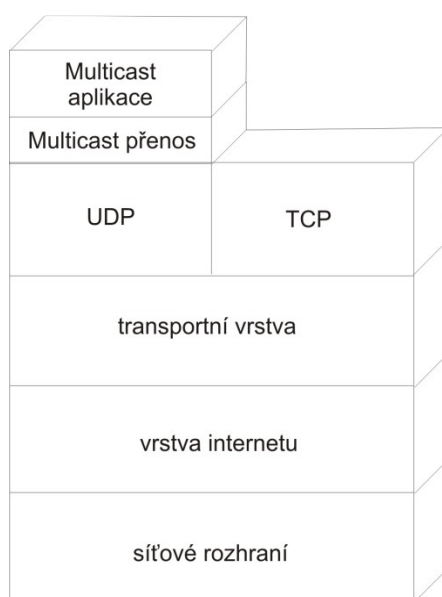 Multicast
aplikace
Multicast přenos
UDP
TCP
transportní vrstva
vrstva internetu
síťové rozhraní